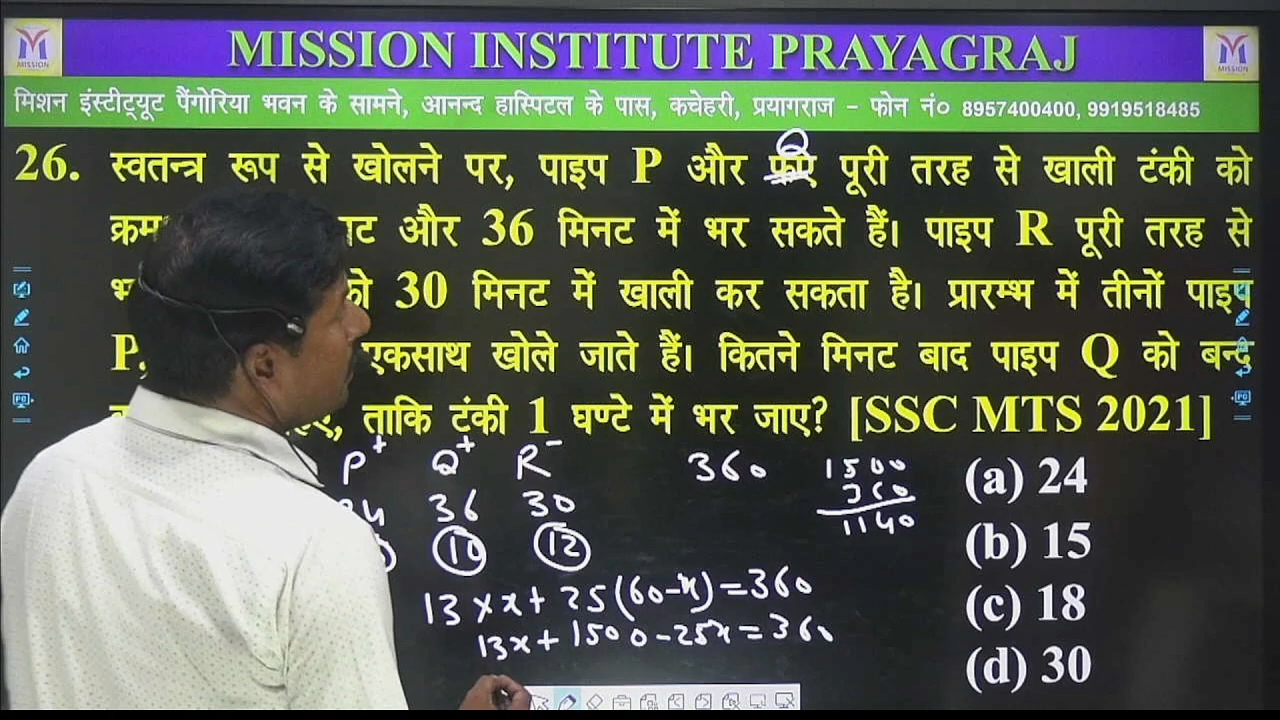 MISSION INSTITUTE PRAYAGRAJ
MISSION
MISSION
मिशन इंस्टीट्यूट पैंगोरिया भवन के सामने, आनन्द हास्पिटल के पास, कचेहरी, प्रयागराज - फोन नं० 8957400400, 9919518485
26. स्वतन्त्र रूप से खोलने पर, पाइप P और Q पूरी तरह से खाली टंकी को
और 36 मिनट में भर सकते हैं। पाइप R पूरी तरह से
30 मिनट में खाली कर सकता है। प्रारम्भ में तीनों पाइप
P, एकसाथ खोले जाते हैं। कितने मिनट बाद पाइप Q को बन्द
ताकि टंकी 1 घण्टे में भर जाए? [SSC MTS 2021]
P+ Q+ R-
36 30
10 12
360
1500
360
1140
13×x+25(60-x)=360
13x+1500-25x=360
(a) 24
(b) 15
(c) 18
(d) 30